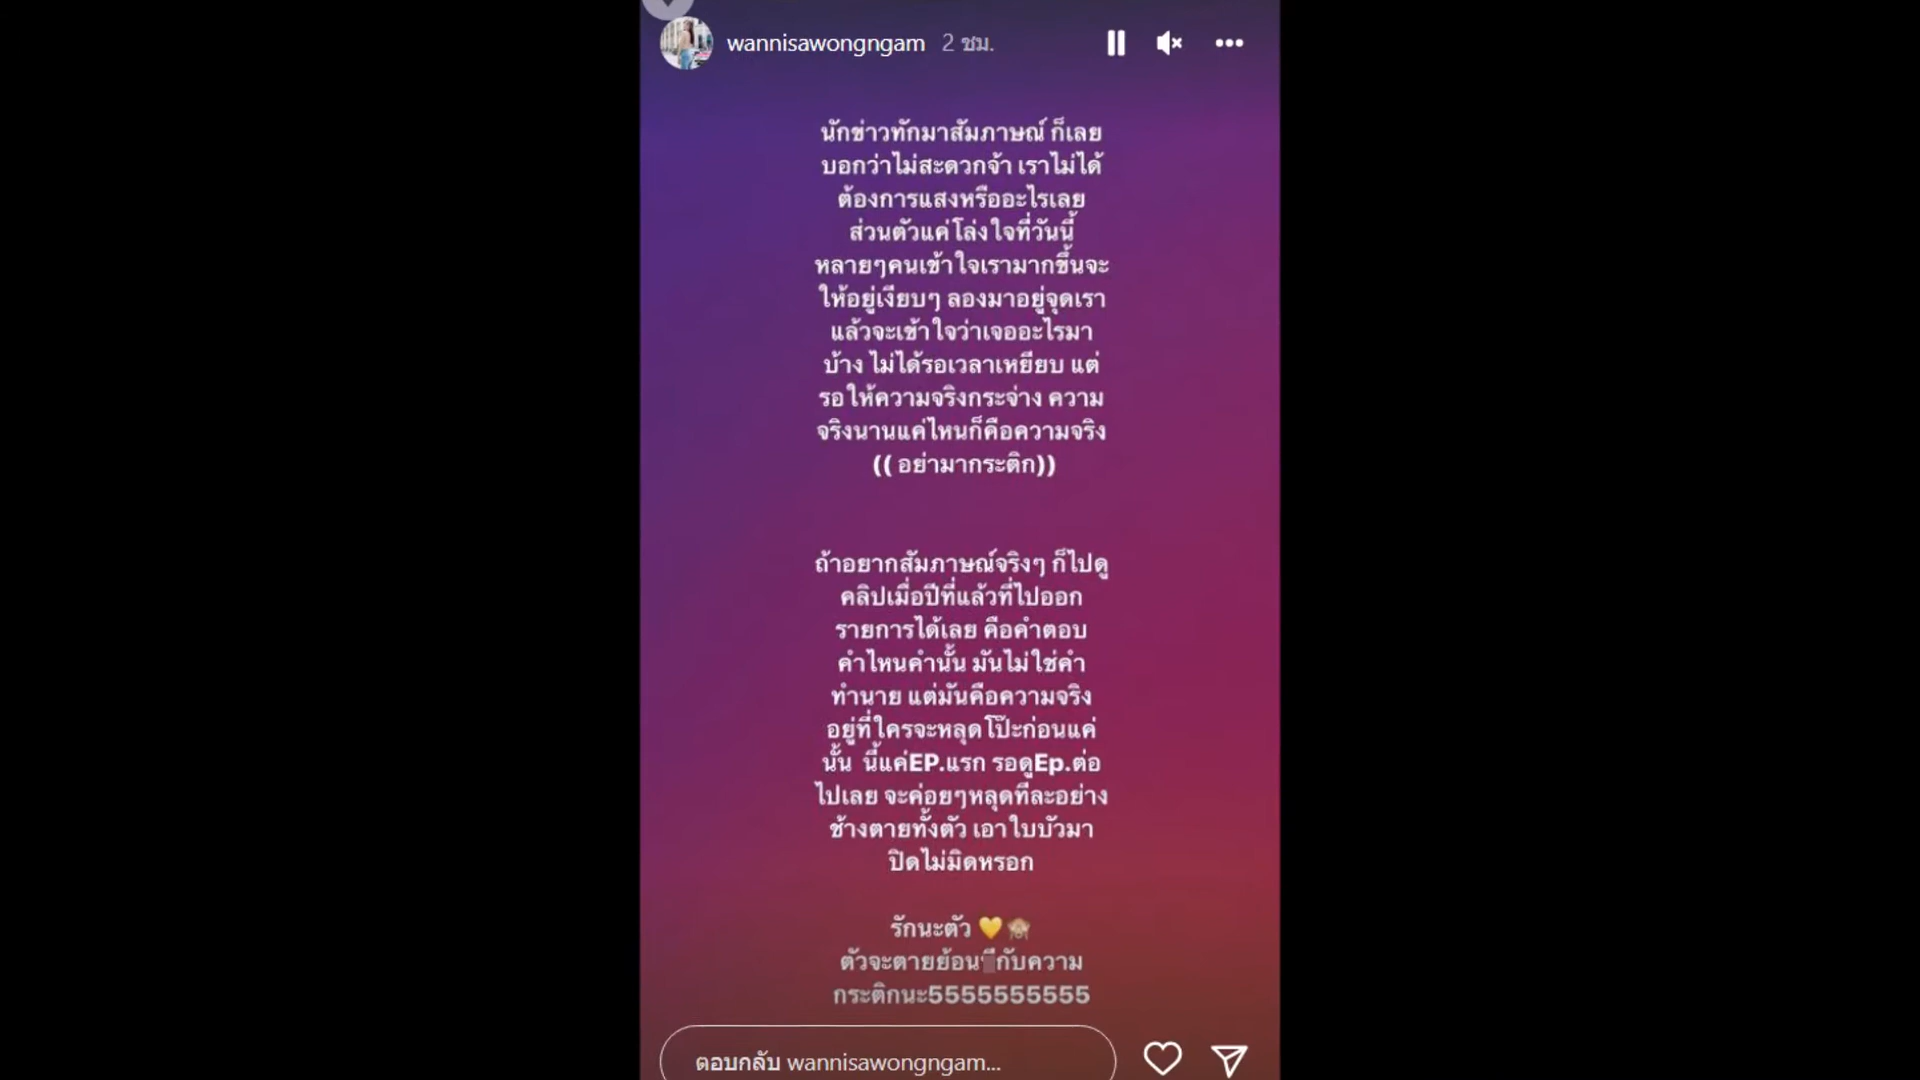 wannisawongngam 2 ชม.
นักข่าวทักมาสัมภาษณ์ ก็เลย
บอกว่าไม่สะดวกจ้า เราไม่ได้
ต้องการแสงหรืออะไรเลย
ส่วนตัวแค่โล่งใจที่วันนี้
หลายๆคนเข้าใจเรามากขึ้นจะ
ให้อยู่เงียบๆ ลองมาอยู่จุดเรา
แล้วจะเข้าใจว่าเจออะไรมา
บ้าง ไม่ได้รอเวลาเหยียบ แต่
รอให้ความจริงกระจ่าง ความ
จริงนานแค่ไหนก็คือความจริง
(( อย่ามากระติก))
ถ้าอยากสัมภาษณ์จริงๆ ก็ไปดู
คลิปเมื่อปีที่แล้วที่ไปออก
รายการได้เลย คือคำตอบ
คำไหนคำนั้น มันไม่ใช่คำ
ทำนาย แต่มันคือความจริง
อยู่ที่ใครจะหลุดโป๊ะก่อนแค่
นั้น นี้แค่EP.แรก รอดูEp.ต่อ
ไปเลย จะค่อยๆหลุดทีละอย่าง
ช้างตายทั้งตัว เอาใบบัวมา
ปิดไม่มิดหรอก
รักนะตัว 💛🙈
ตัวจะตายย้อน กับความ
กระติกนะ5555555555
ตอบกลับ wannisawongngam...